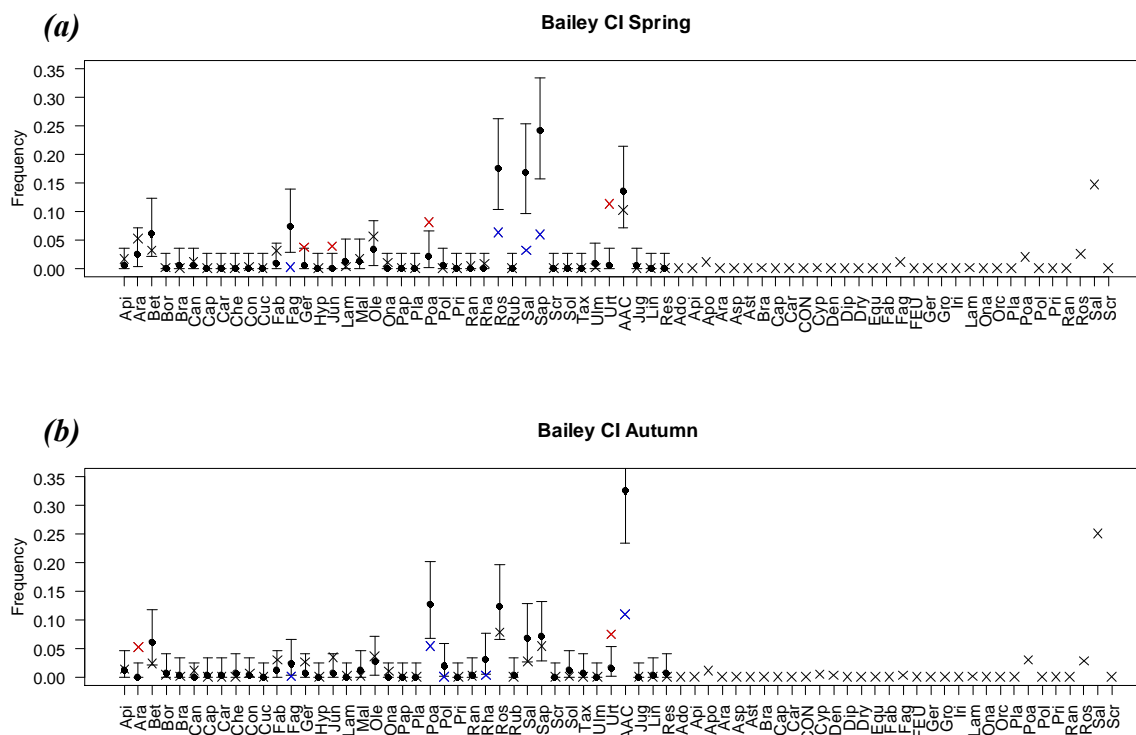 (a)
Bailey CI Spring
Frequency
0.35
0.30
0.25
0.20
0.15
0.10
0.05
0.00
Api Ara Bet Bor Bra Can Cap Car Che Con Cuc Fab Fag Ger Hyp Jun Lam Mal Ole Ona Pap Pla Poa Pol Pri Ran Rha Ros Rub Sal Sap Scr Sol Tax Ulm Urt AAC Jug Lin Res Ado Api Apo Ara Asp Ast Bra Cap Car CON Cyp Den Dip Dry Equ Fab Fag FEU Ger Gro Iri Lam Ona Orc Pla Poa Pol Pri Ran Ros Sal Scr
(b)
Bailey CI Autumn
Frequency
0.35
0.30
0.25
0.20
0.15
0.10
0.05
0.00
Api Ara Bet Bor Bra Can Cap Car Che Con Cuc Fab Fag Ger Hyp Jun Lam Mal Ole Ona Pap Pla Poa Pol Pri Ran Rha Ros Rub Sal Sap Scr Sol Tax Ulm Urt AAC Jug Lin Res Ado Api Apo Ara Asp Ast Bra Cap Car CON Cyp Den Dip Dry Equ Fab Fag FEU Ger Gro Iri Lam Ona Orc Pla Poa Pol Pri Ran Ros Sal Scr